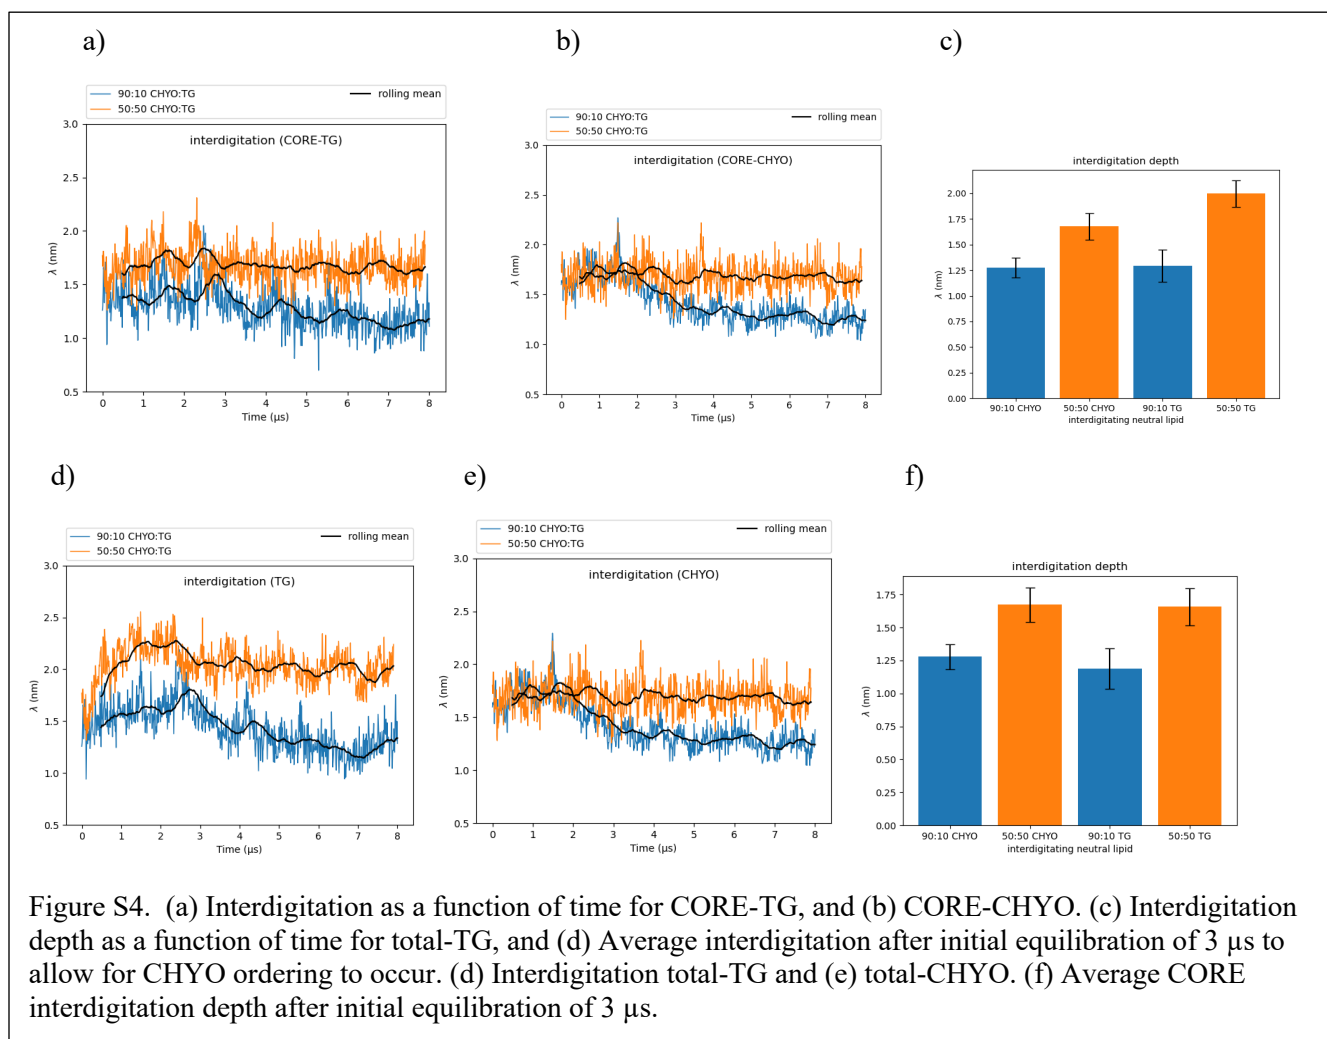 a)
b)
c)
90:10 CHYO:TG
50:50 CHYO:TG
rolling mean
interdigitation (CORE-TG)
3.0
2.5
2.0
1.5
1.0
0.5
λ (nm)
0 1 2 3 4 5 6 7 8
Time (μs)
90:10 CHYO:TG
50:50 CHYO:TG
rolling mean
interdigitation (CORE-CHYO)
3.0
2.5
2.0
1.5
1.0
0.5
λ (nm)
0 1 2 3 4 5 6 7 8
Time (μs)
interdigitation depth
2.00
1.75
1.50
1.25
1.00
0.75
0.50
0.25
0.00
λ (nm)
90:10 CHYO 50:50 CHYO 90:10 TG 50:50 TG
interdigitating neutral lipid
d)
e)
f)
90:10 CHYO:TG
50:50 CHYO:TG
rolling mean
interdigitation (TG)
3.0
2.5
2.0
1.5
1.0
0.5
λ (nm)
0 1 2 3 4 5 6 7 8
Time (μs)
90:10 CHYO:TG
50:50 CHYO:TG
rolling mean
interdigitation (CHYO)
3.0
2.5
2.0
1.5
1.0
0.5
λ (nm)
0 1 2 3 4 5 6 7 8
Time (μs)
interdigitation depth
1.75
1.50
1.25
1.00
0.75
0.50
0.25
0.00
λ (nm)
90:10 CHYO 50:50 CHYO 90:10 TG 50:50 TG
interdigitating neutral lipid
Figure S4. (a) Interdigitation as a function of time for CORE-TG, and (b) CORE-CHYO. (c) Interdigitation
depth as a function of time for total-TG, and (d) Average interdigitation after initial equilibration of 3 μs to
allow for CHYO ordering to occur. (d) Interdigitation total-TG and (e) total-CHYO. (f) Average CORE
interdigitation depth after initial equilibration of 3 μs.